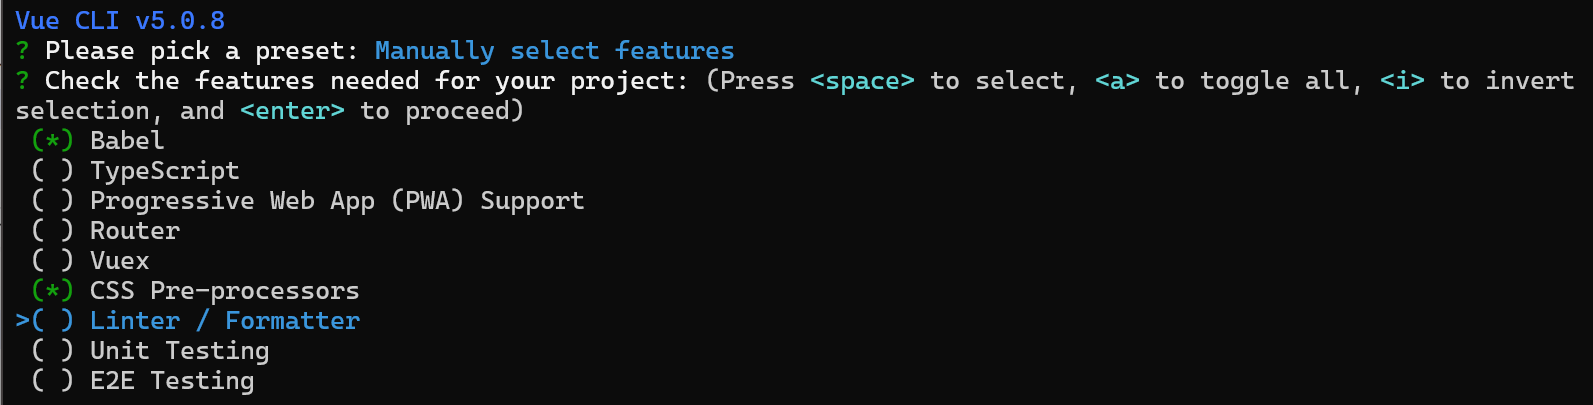 Vue CLI v5.0.8
? Please pick a preset: Manually select features
? Check the features needed for your project: (Press <space> to select, <a> to toggle all, <i> to invert
selection, and <enter> to proceed)
(*) Babel
( ) TypeScript
( ) Progressive Web App (PWA) Support
( ) Router
( ) Vuex
(*) CSS Pre-processors
>( ) Linter / Formatter
( ) Unit Testing
( ) E2E Testing